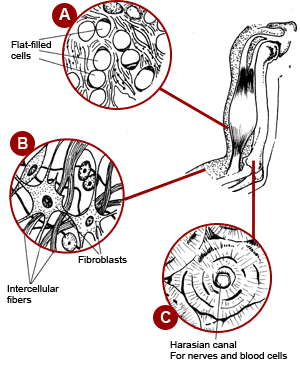 A
Flat-filled
cells
B
Fibroblasts
Intercellular
fibers
C
Harasian canal
For nerves and blood cells